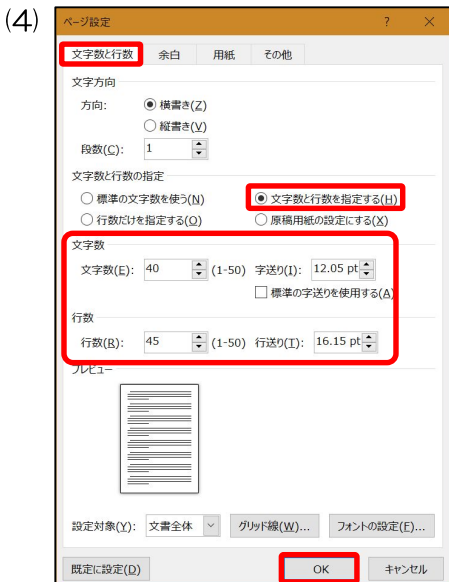 (4)
ページ設定 ? ×
文字数と行数 余白 用紙 その他
文字方向
方向: 横書き(Z)
縦書き(V)
段数(C): 1
文字数と行数の指定
標準の文字数を使う(N) 文字数と行数を指定する(H)
行数だけを指定する(O) 原稿用紙の設定にする(X)
文字数
文字数(E): 40 (1-50) 字送り(I): 12.05 pt
標準の字送りを使用する(A)
行数
行数(R): 45 (1-50) 行送り(T): 16.15 pt
プレビュー
設定対象(Y): 文書全体 グリッド線(W)... フォントの設定(F)...
既定に設定(D) OK キャンセル